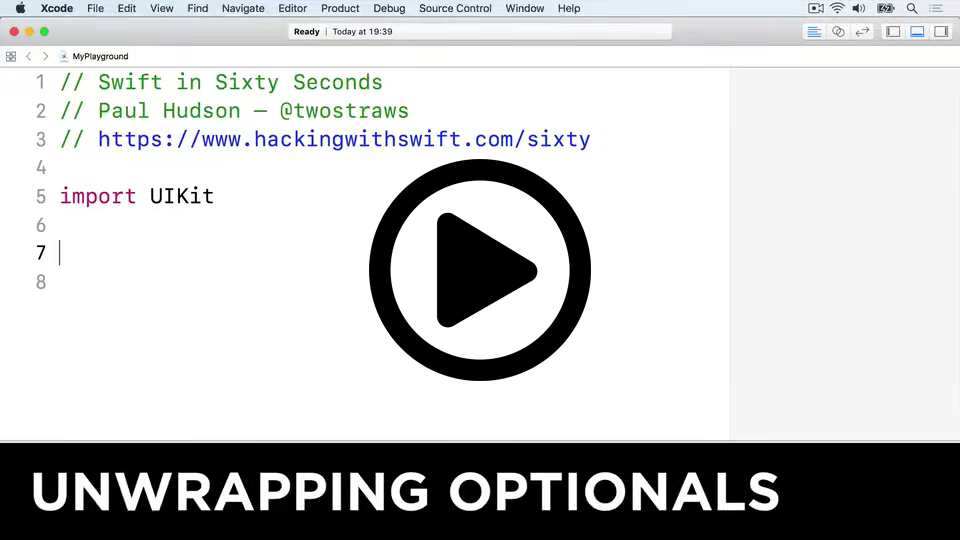 Xcode File Edit View Find Navigate Editor Product Debug Source Control Window Help
Ready | Today at 19:39
MyPlayground
1 // Swift in Sixty Seconds
2 // Paul Hudson — @twostraws
3 // https://www.hackingwithswift.com/sixty
4
5 import UIKit
6
7
8
UNWRAPPING OPTIONALS